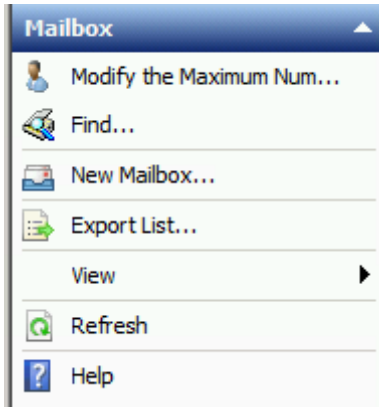 Mailbox
Modify the Maximum Num...
Find...
New Mailbox...
Export List...
View
Refresh
Help